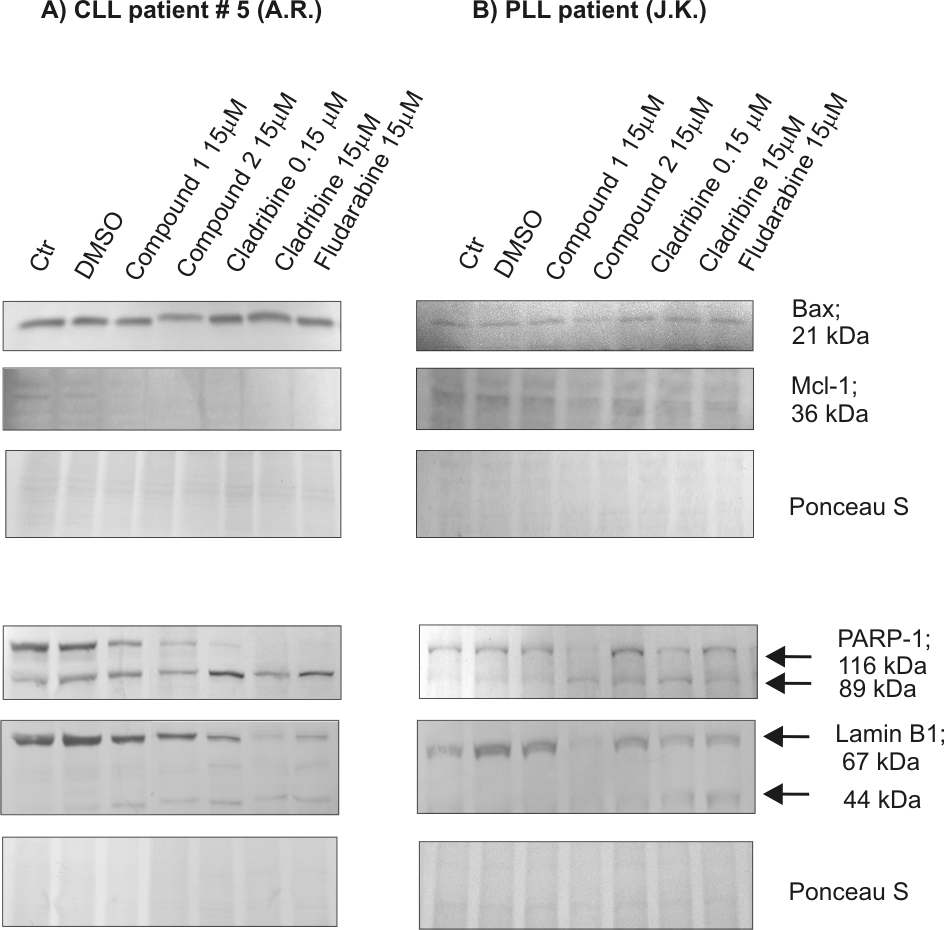 A) CLL patient # 5 (A.R.)
B) PLL patient (J.K.)
Ctr
DMSO
Compound 1 15μM
Compound 2 15μM
Cladribine 0.15 μM
Cladribine 15μM
Fludarabine 15μM
Ctr
DMSO
Compound 1 15μM
Compound 2 15μM
Cladribine 0.15 μM
Cladribine 15μM
Fludarabine 15μM
Bax;
21 kDa
Mcl-1;
36 kDa
Ponceau S
PARP-1;
116 kDa
89 kDa
Lamin B1;
67 kDa
44 kDa
Ponceau S